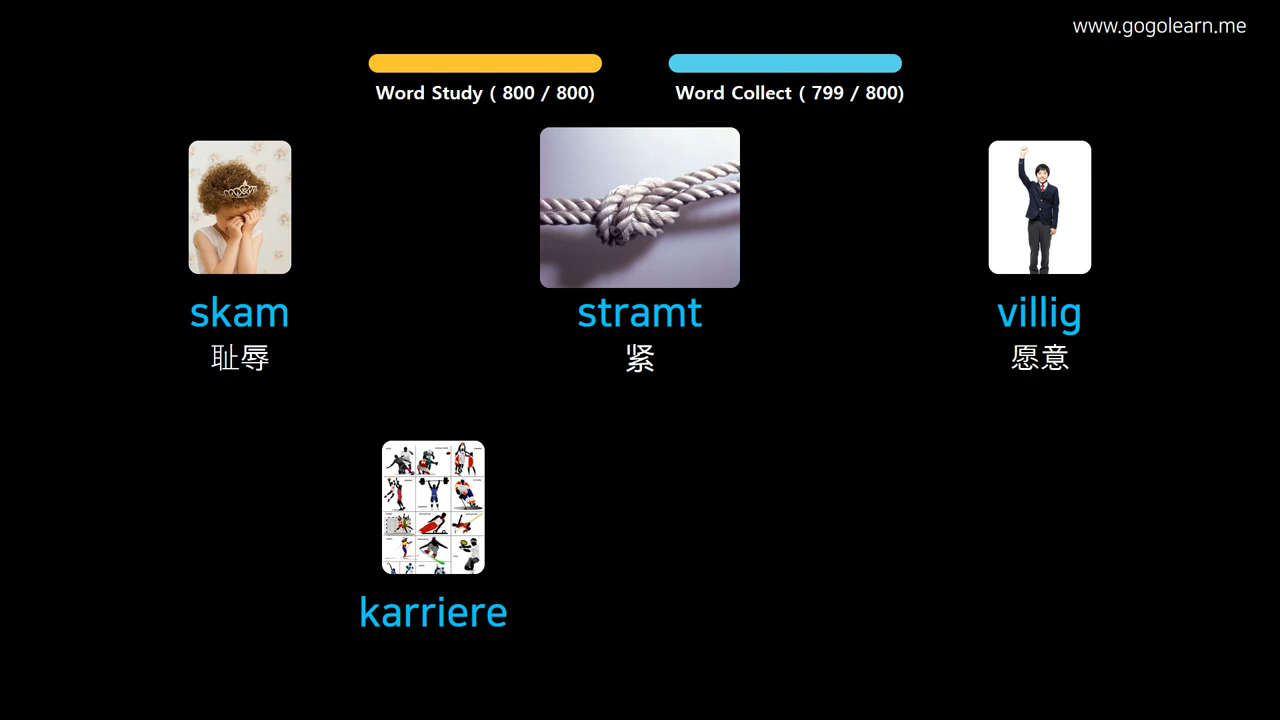 www.gogolearn.me
Word Study ( 800 / 800)
Word Collect ( 799 / 800)
skam
stramt
villig
耻辱
紧
愿意
karriere